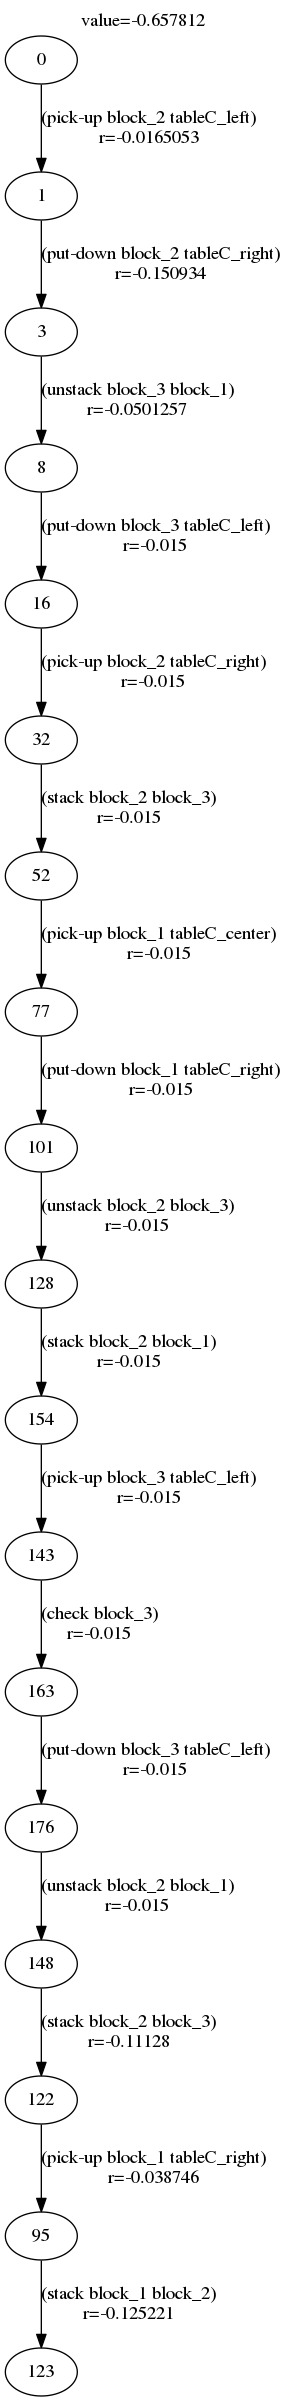 value=-0.657812
0
(pick-up block_2 tableC_left)
r=-0.0165053
1
(put-down block_2 tableC_right)
r=-0.150934
3
(unstack block_3 block_1)
r=-0.0501257
8
(put-down block_3 tableC_left)
r=-0.015
16
(pick-up block_2 tableC_right)
r=-0.015
32
(stack block_2 block_3)
r=-0.015
52
(pick-up block_1 tableC_center)
r=-0.015
77
(put-down block_1 tableC_right)
r=-0.015
101
(unstack block_2 block_3)
r=-0.015
128
(stack block_2 block_1)
r=-0.015
154
(pick-up block_3 tableC_left)
r=-0.015
143
(check block_3)
r=-0.015
163
(put-down block_3 tableC_left)
r=-0.015
176
(unstack block_2 block_1)
r=-0.015
148
(stack block_2 block_3)
r=-0.11128
122
(pick-up block_1 tableC_right)
r=-0.038746
95
(stack block_1 block_2)
r=-0.125221
123